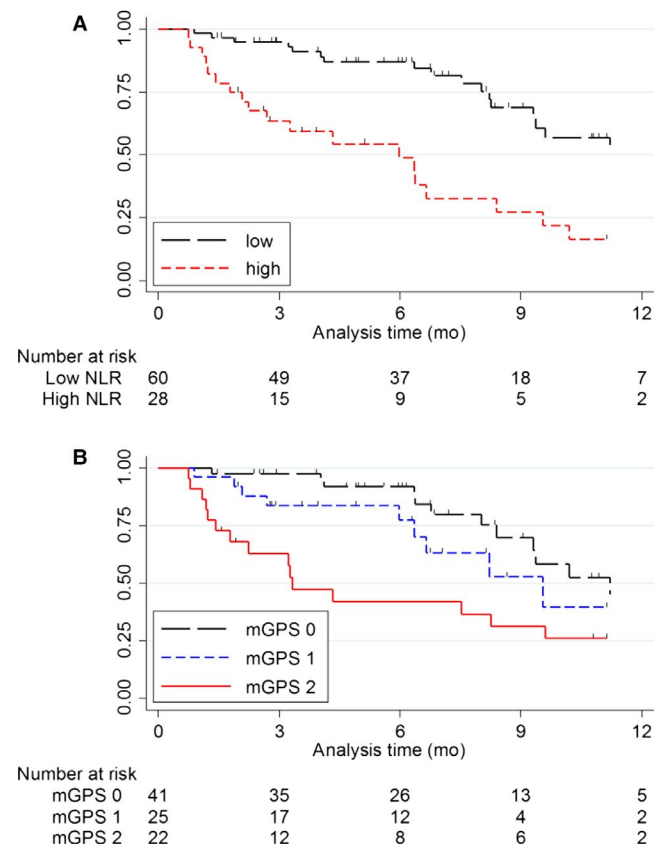 A
1.00
0.75
0.50
0.25
0.00
low
high
0 3 6 9 12
Analysis time (mo)
Number at risk
Low NLR 60 49 37 18 7
High NLR 28 15 9 5 2
B
1.00
0.75
0.50
0.25
0.00
mGPS 0
mGPS 1
mGPS 2
0 3 6 9 12
Analysis time (mo)
Number at risk
mGPS 0 41 35 26 13 5
mGPS 1 25 17 12 4 2
mGPS 2 22 12 8 6 2